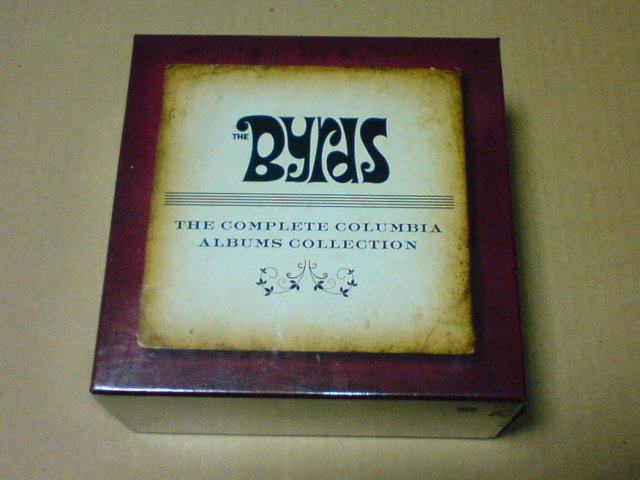 THE Byrds
THE COMPLETE COLUMBIA
ALBUMS COLLECTION